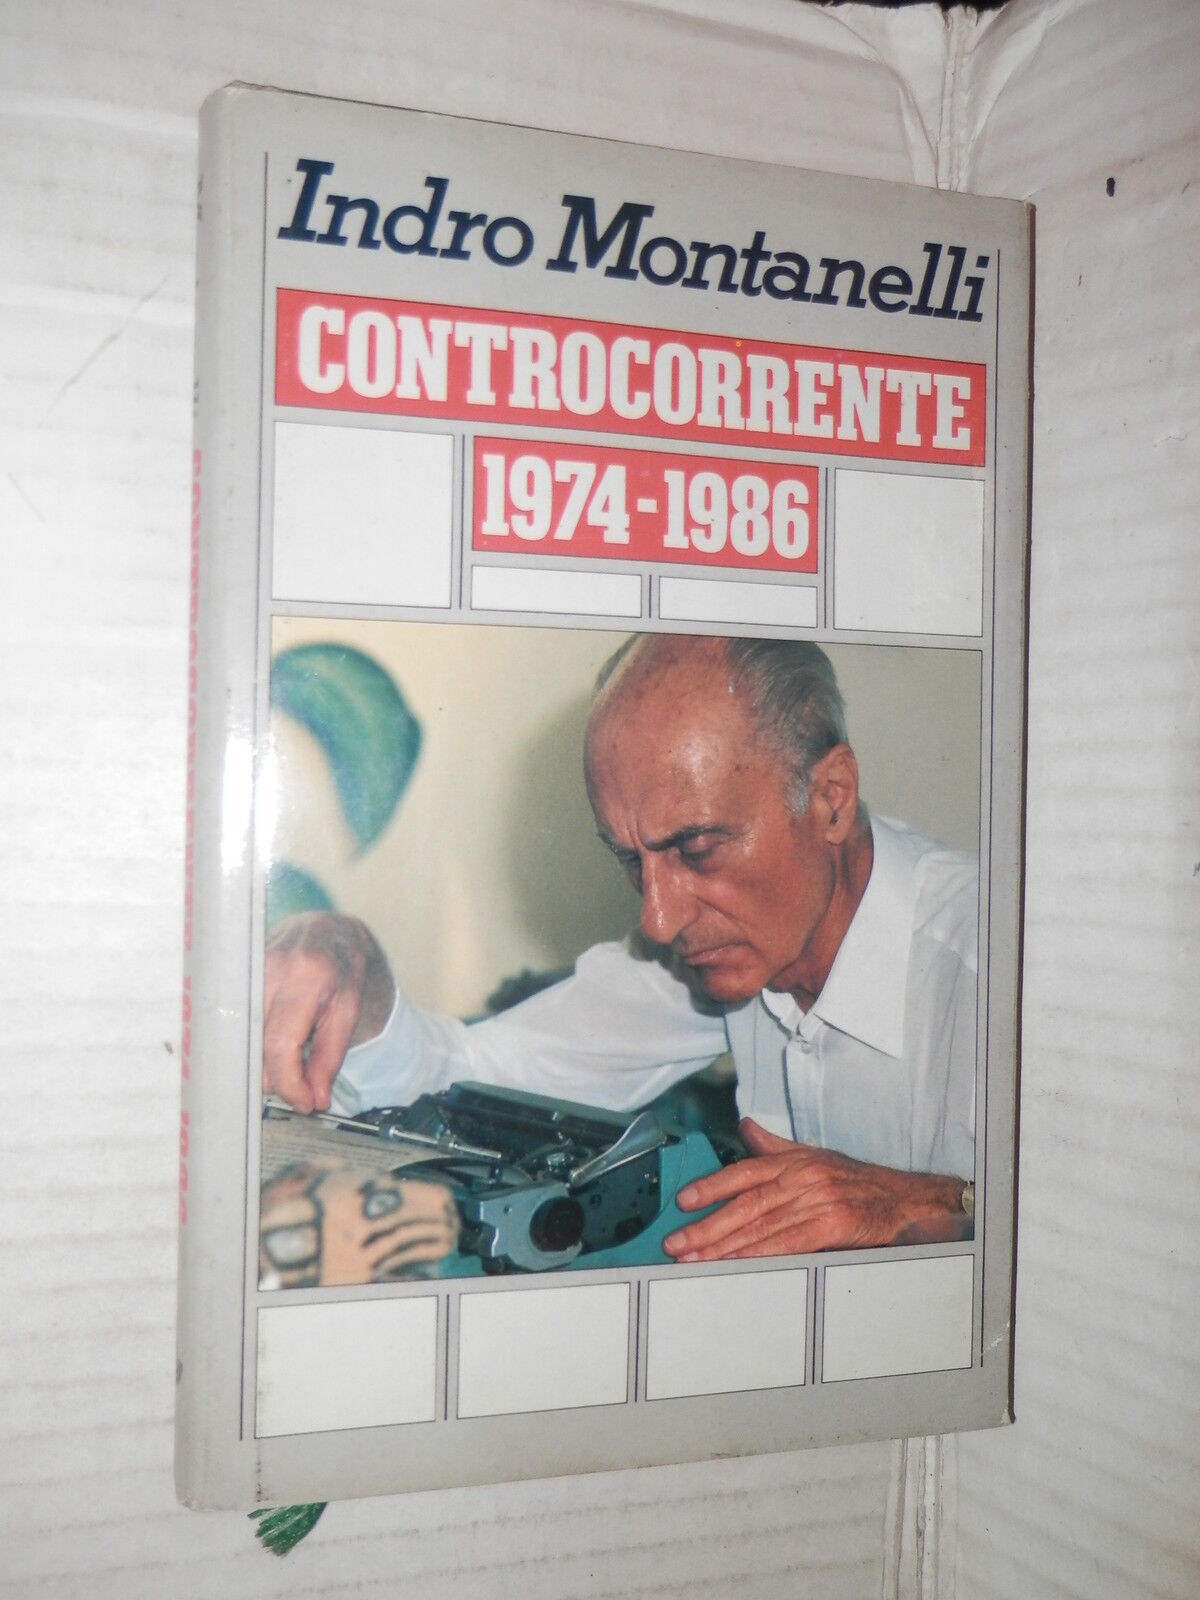 Indro Montanelli
CONTROCORRENTE
1974-1986